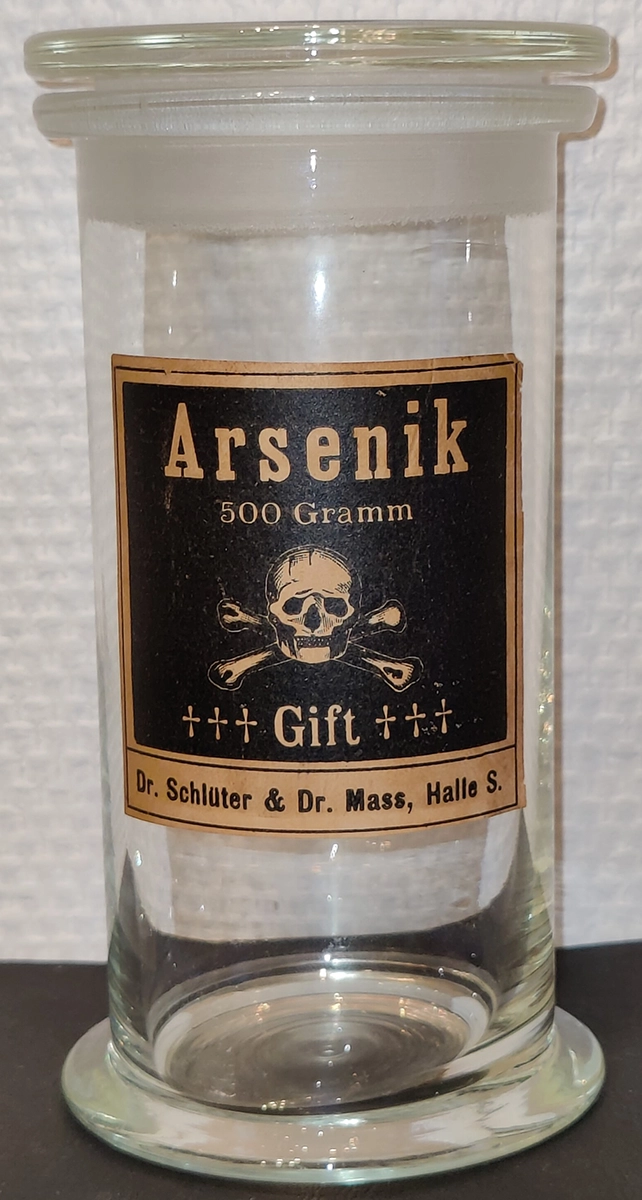 Arsenik
500 Gramm
††† Gift †††
Dr. Schlüter & Dr. Mass, Halle S.